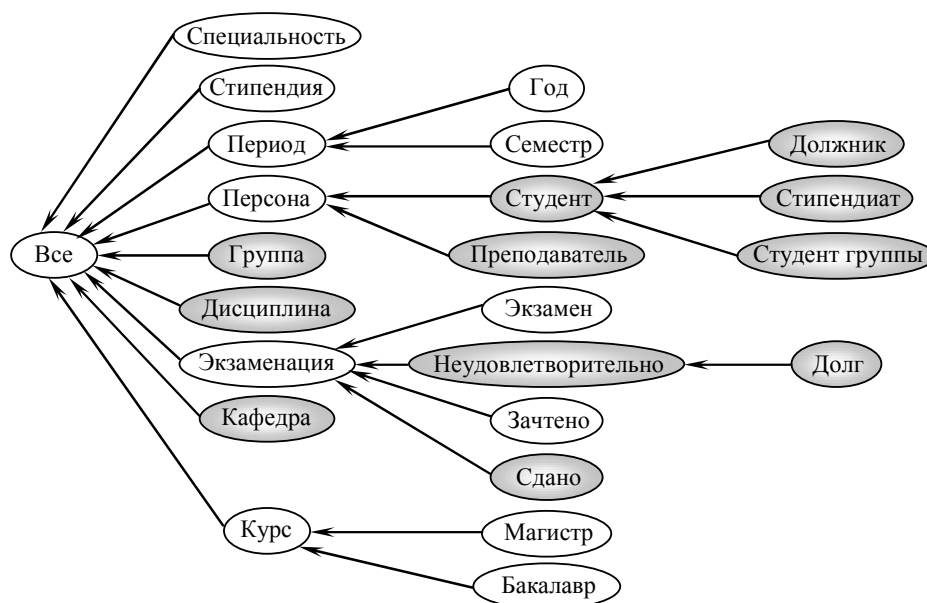 Специальность
Стипендия
Год
Период
Семестр
Должник
Персона
Студент
Стипендиат
Все
Группа
Преподаватель
Студент группы
Дисциплина
Экзамен
Экзаменация
Неудовлетворительно
Долг
Кафедра
Зачтено
Сдано
Курс
Магистр
Бакалавр